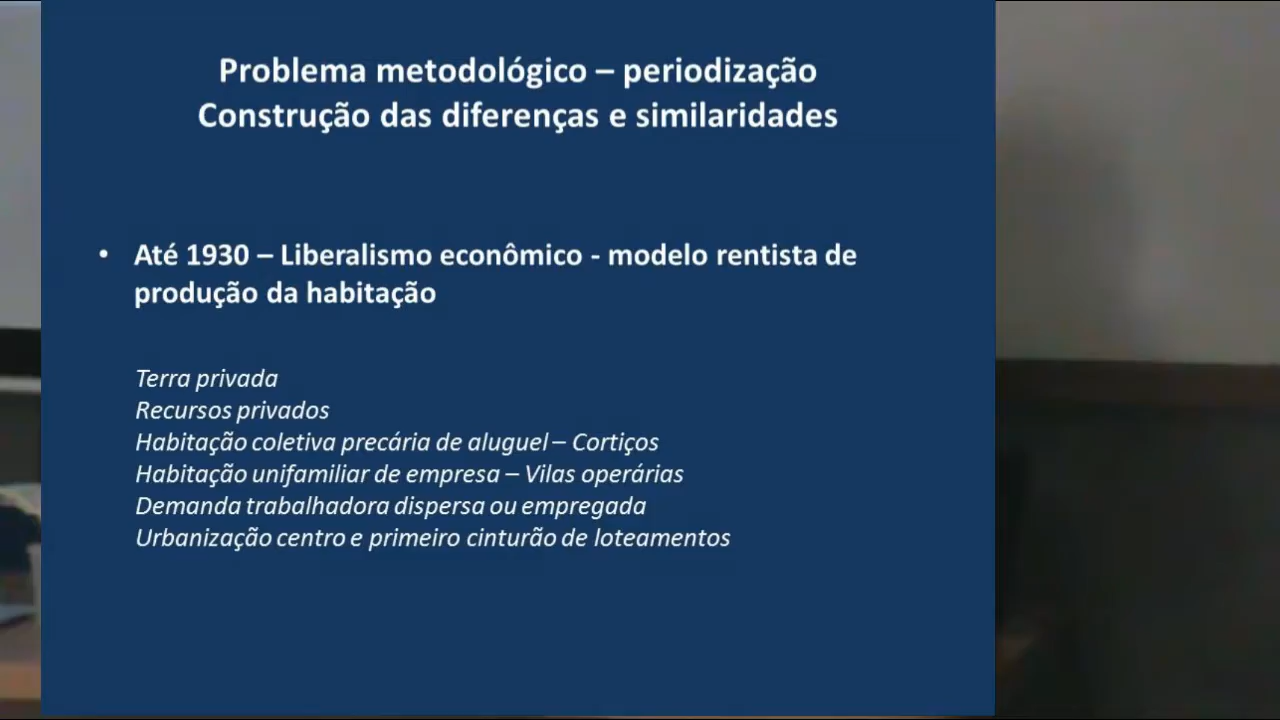 Problema metodológico – periodização
Construção das diferenças e similaridades
• Até 1930 – Liberalismo econômico - modelo rentista de
produção da habitação
Terra privada
Recursos privados
Habitação coletiva precária de aluguel – Cortiços
Habitação unifamiliar de empresa – Vilas operárias
Demanda trabalhadora dispersa ou empregada
Urbanização centro e primeiro cinturão de loteamentos